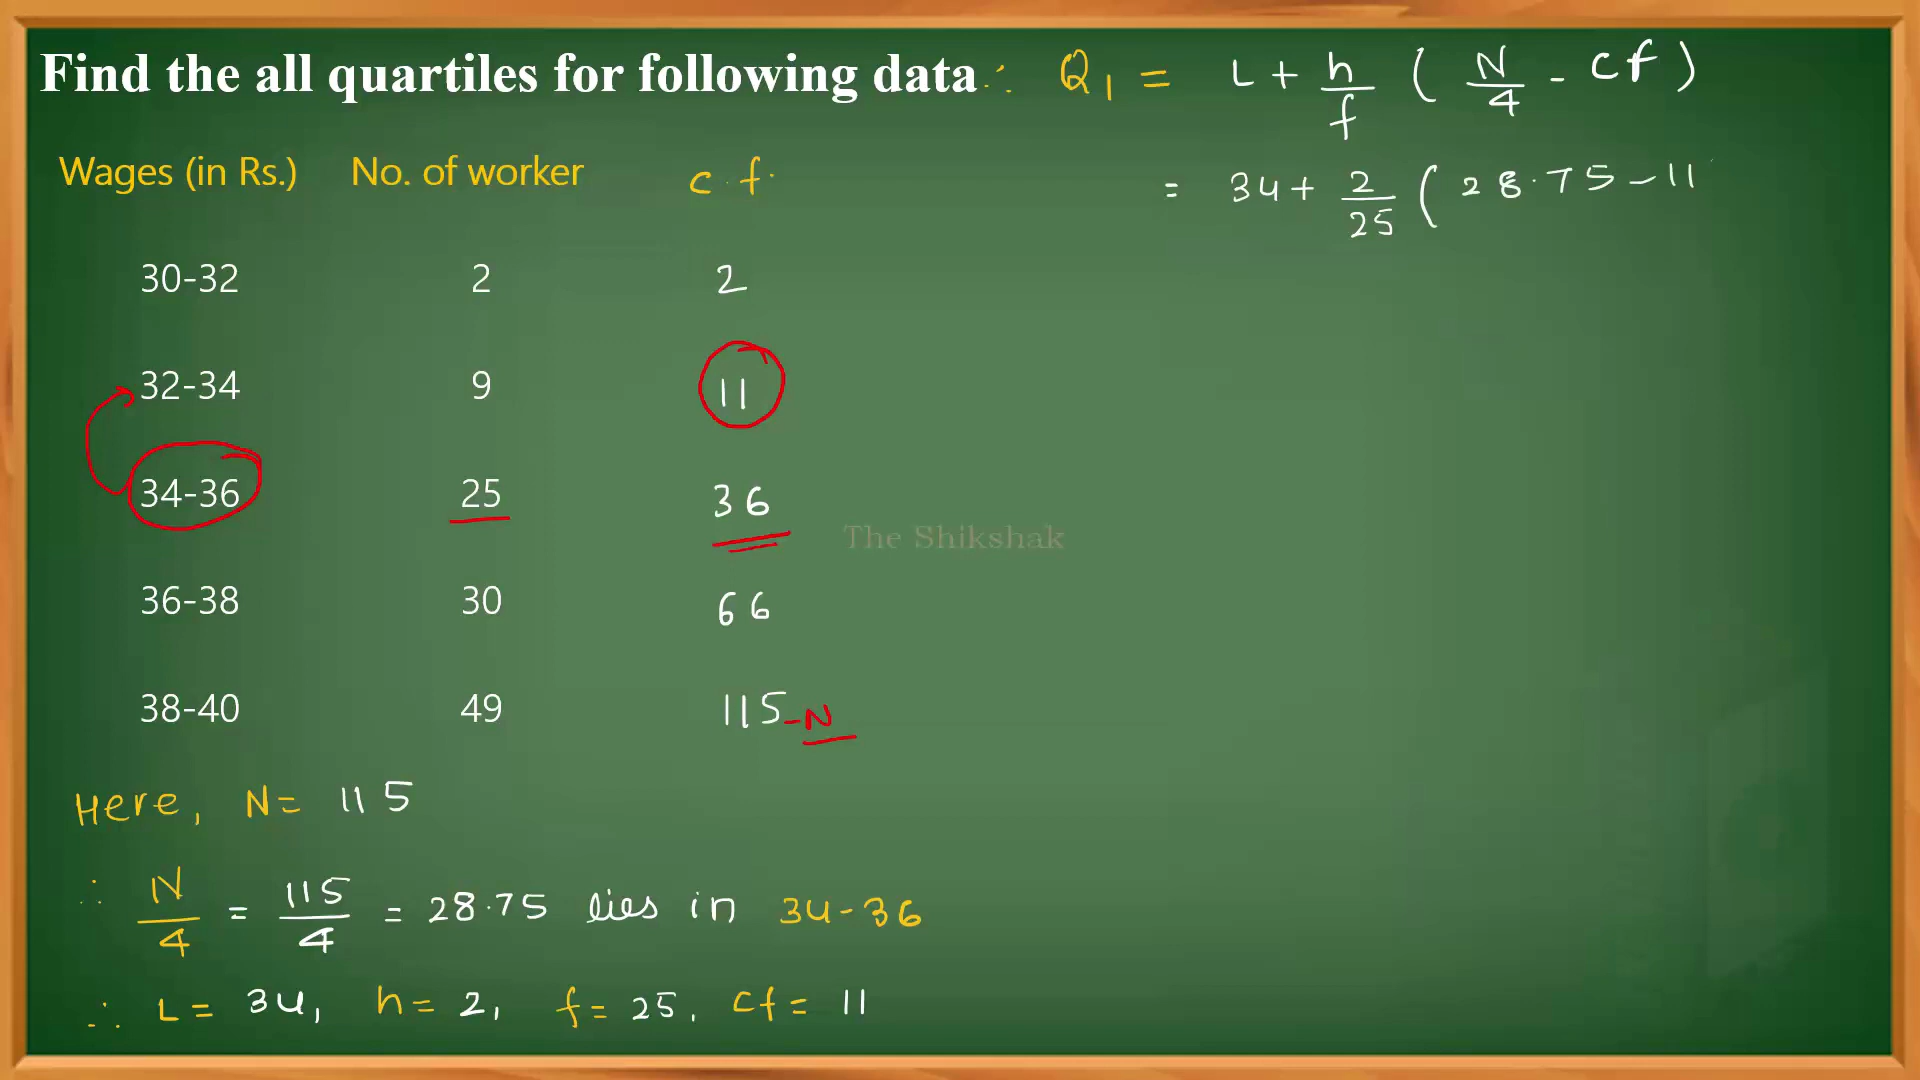 Find the all quartiles for following data ∴ Q1 = L + h/f ( N/4 - cf )
= 34 + 2/25 ( 28.75 - 11
Wages (in Rs.) No. of worker c.f.
30-32 2 2
32-34 9 11
34-36 25 36
The Shikshak
36-38 30 66
38-40 49 115 - N
Here, N = 115
∴ N/4 = 115/4 = 28.75 lies in 34-36
∴ L = 34, h = 2, f = 25, cf = 11